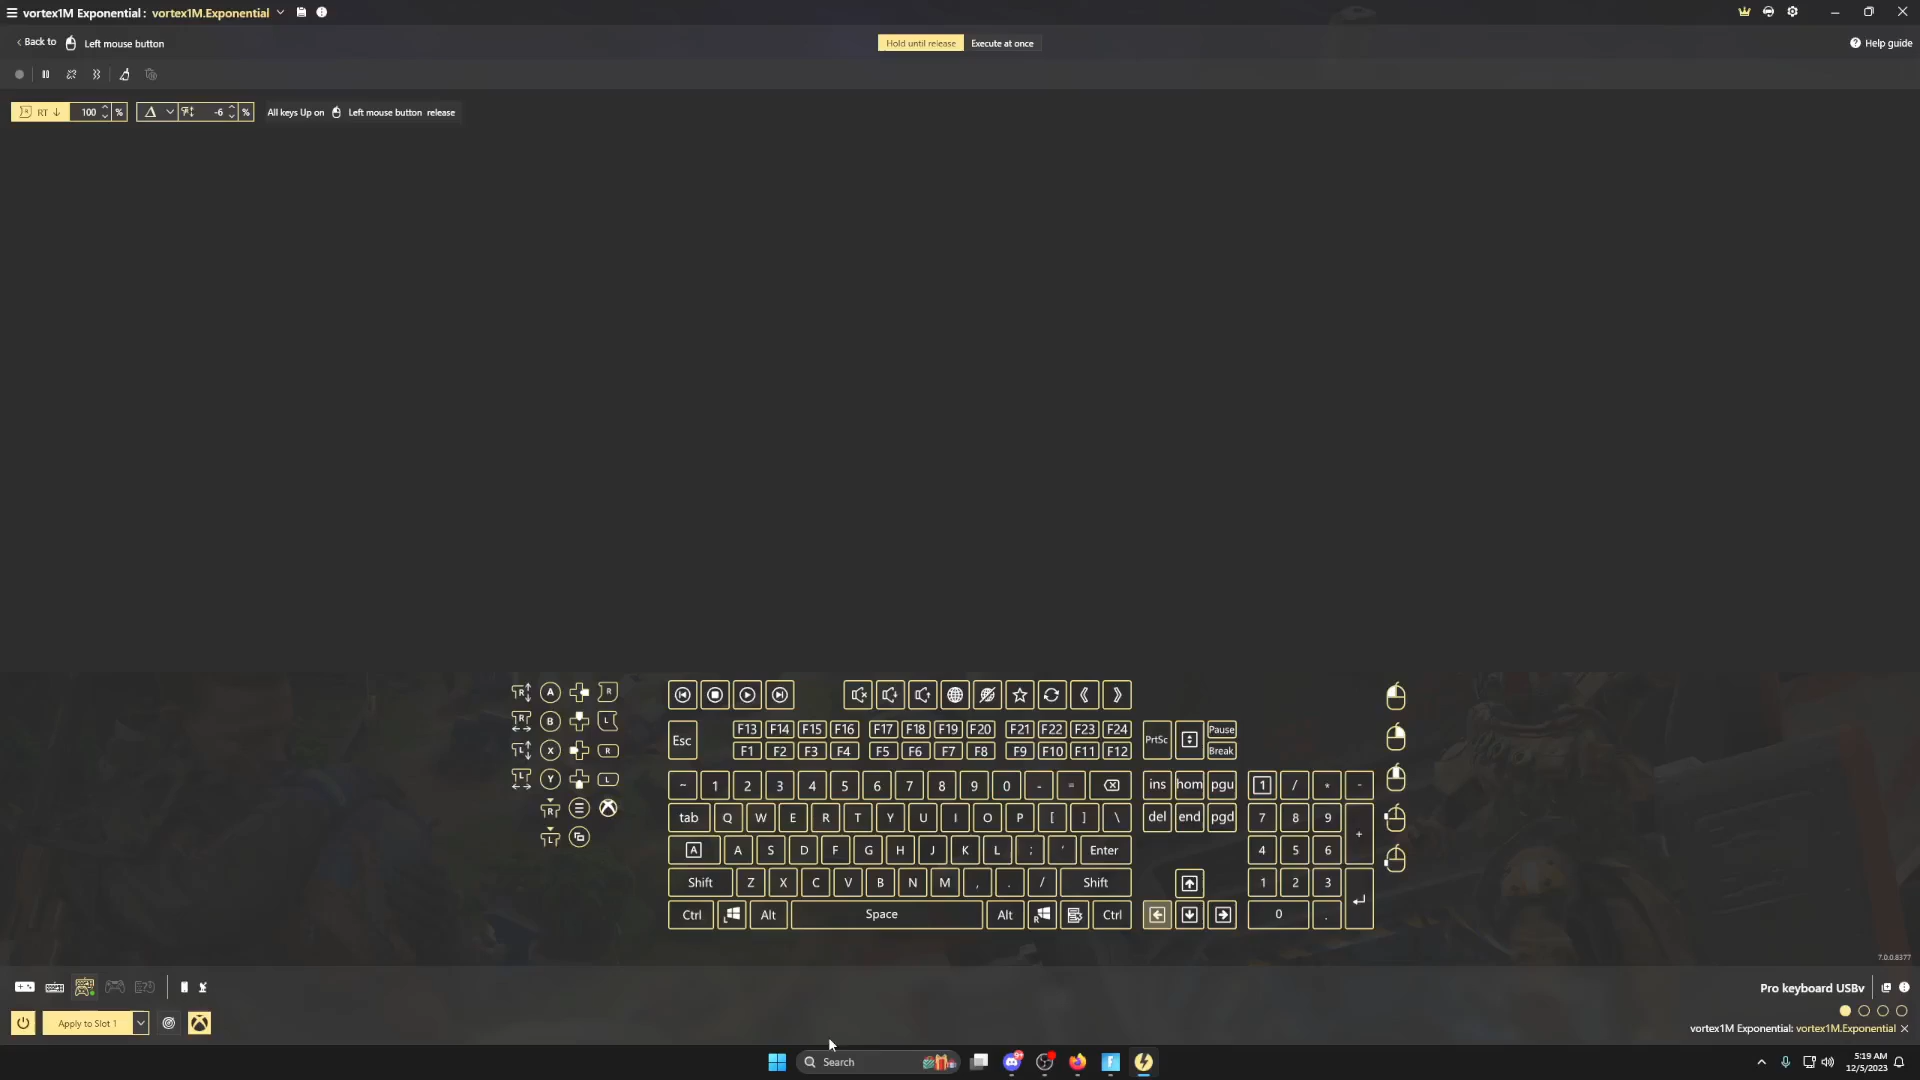 vortex1M Exponential : vortex1M.Exponential
Back to Left mouse button
Hold until release Execute at once
Help guide
RT 100 % Δ -6 % All keys Up on Left mouse button release
R A R
R B L
L X R
L Y L
R
L
Esc F13 F14 F15 F16 F17 F18 F19 F20 F21 F22 F23 F24 PrtSc Pause
F1 F2 F3 F4 F5 F6 F7 F8 F9 F10 F11 F12 Break
~ 1 2 3 4 5 6 7 8 9 0 - = ins hom pgu 1 / * -
tab Q W E R T Y U I O P [ ] \ del end pgd 7 8 9 +
A A S D F G H J K L ; ' Enter 4 5 6
Shift Z X C V B N M , . / Shift 1 2 3
Ctrl L Alt Space Alt R Ctrl 0 .
7.0.0.8377
Pro keyboard USBv
Apply to Slot 1
vortex1M Exponential: vortex1M.Exponential
Search
5:19 AM
12/5/2023